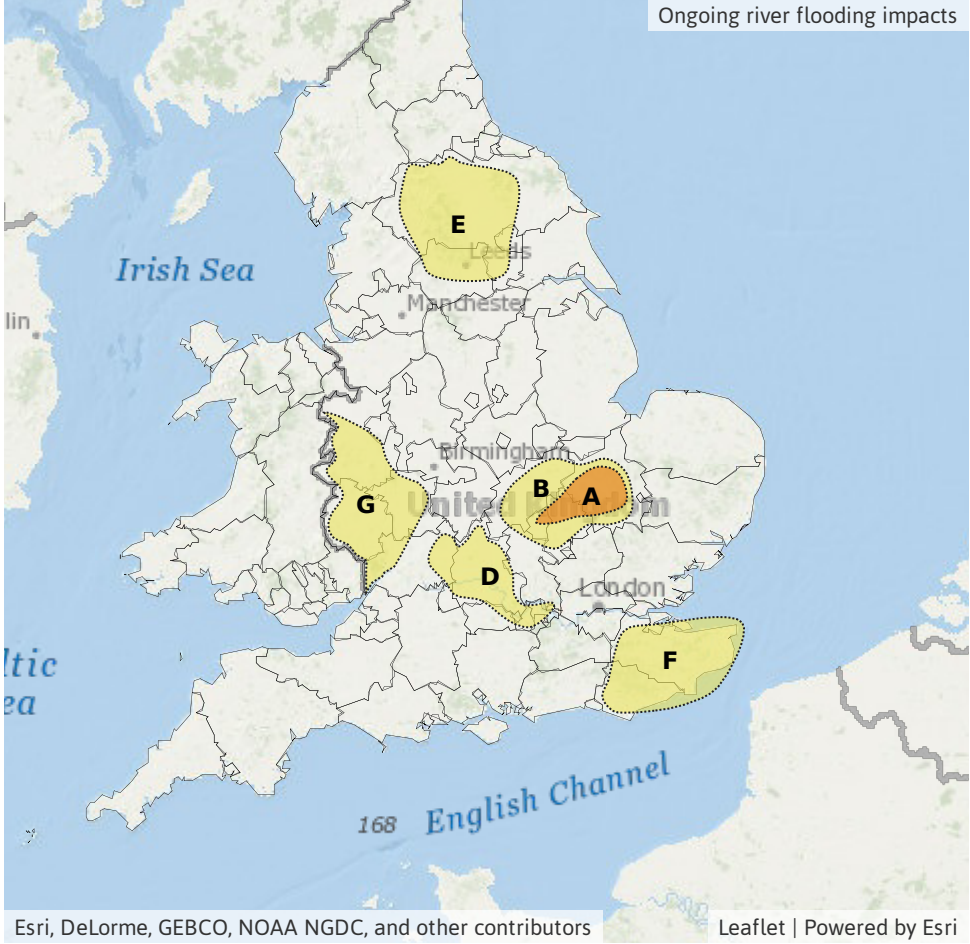 Ongoing river flooding impacts
E
Leeds
Irish Sea
Manchester
lin
Birmingham
B
A
G
United Kingdom
D
London
ltic
ea
F
English Channel
168
Esri, DeLorme, GEBCO, NOAA NGDC, and other contributors
Leaflet | Powered by Esri